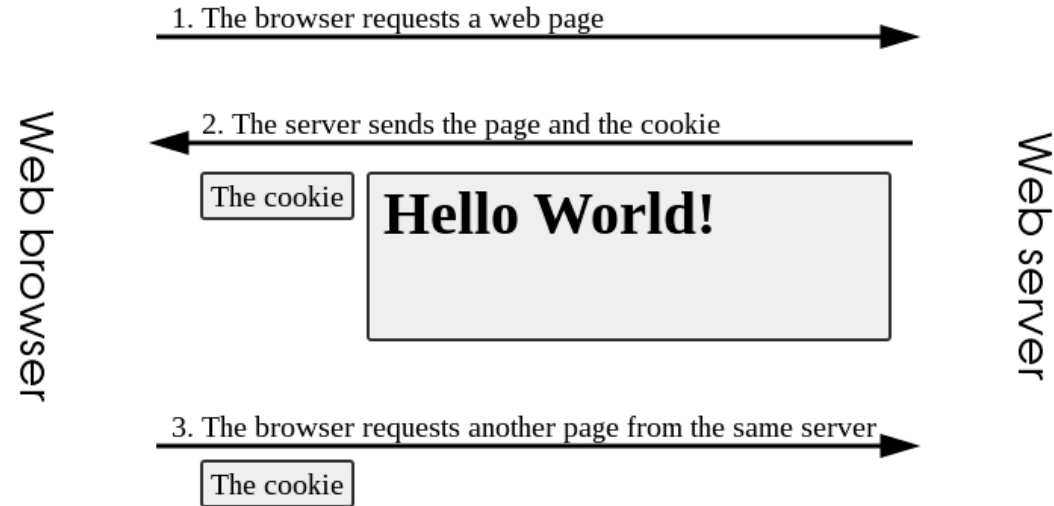 1. The browser requests a web page
2. The server sends the page and the cookie
The cookie
Hello World!
Web browser
Web server
3. The browser requests another page from the same server
The cookie